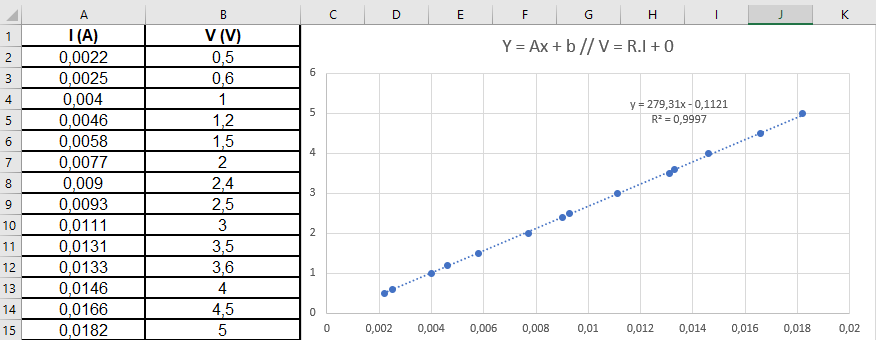 A B C D E F G H I J K
1 I (A) V (V)
2 0,0022 0,5
3 0,0025 0,6
4 0,004 1
5 0,0046 1,2
6 0,0058 1,5
7 0,0077 2
8 0,009 2,4
9 0,0093 2,5
10 0,0111 3
11 0,0131 3,5
12 0,0133 3,6
13 0,0146 4
14 0,0166 4,5
15 0,0182 5
Y = Ax + b // V = R.I + 0
6
5
4
3
2
1
0
y = 279,31x - 0,1121
R² = 0,9997
0 0,002 0,004 0,006 0,008 0,01 0,012 0,014 0,016 0,018 0,02